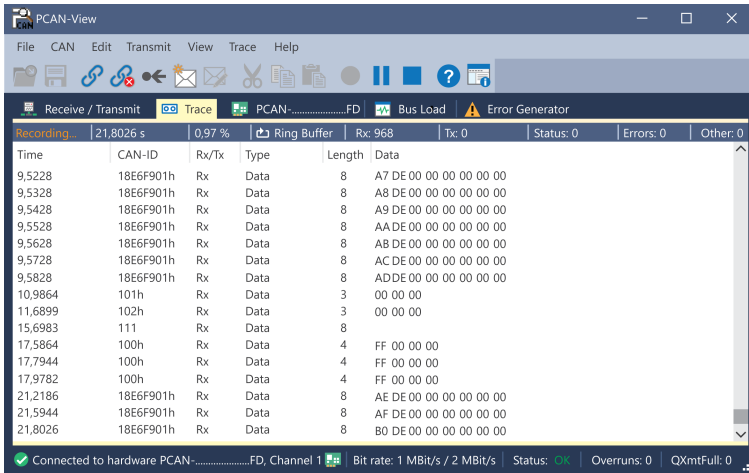 CAN PCAN-View
File CAN Edit Transmit View Trace Help
Receive / Transmit Trace PCAN-.....................FD Bus Load Error Generator
Recording... 21,8026 s 0,97 % Ring Buffer Rx: 968 Tx: 0 Status: 0 Errors: 0 Other: 0
Time CAN-ID Rx/Tx Type Length Data
9,5228 18E6F901h Rx Data 8 A7 DE 00 00 00 00 00 00
9,5328 18E6F901h Rx Data 8 A8 DE 00 00 00 00 00 00
9,5428 18E6F901h Rx Data 8 A9 DE 00 00 00 00 00 00
9,5528 18E6F901h Rx Data 8 AA DE 00 00 00 00 00 00
9,5628 18E6F901h Rx Data 8 AB DE 00 00 00 00 00 00
9,5728 18E6F901h Rx Data 8 AC DE 00 00 00 00 00 00
9,5828 18E6F901h Rx Data 8 AD DE 00 00 00 00 00 00
10,9864 101h Rx Data 3 00 00 00
11,6899 102h Rx Data 3 00 00 00
15,6983 111 Rx Data 8
17,5864 100h Rx Data 4 FF 00 00 00
17,7944 100h Rx Data 4 FF 00 00 00
17,9782 100h Rx Data 4 FF 00 00 00
21,2186 18E6F901h Rx Data 8 AE DE 00 00 00 00 00 00
21,5944 18E6F901h Rx Data 8 AF DE 00 00 00 00 00 00
21,8026 18E6F901h Rx Data 8 B0 DE 00 00 00 00 00 00
Connected to hardware PCAN-.....................FD, Channel 1 Bit rate: 1 MBit/s / 2 MBit/s Status: OK Overruns: 0 QXmtFull: 0